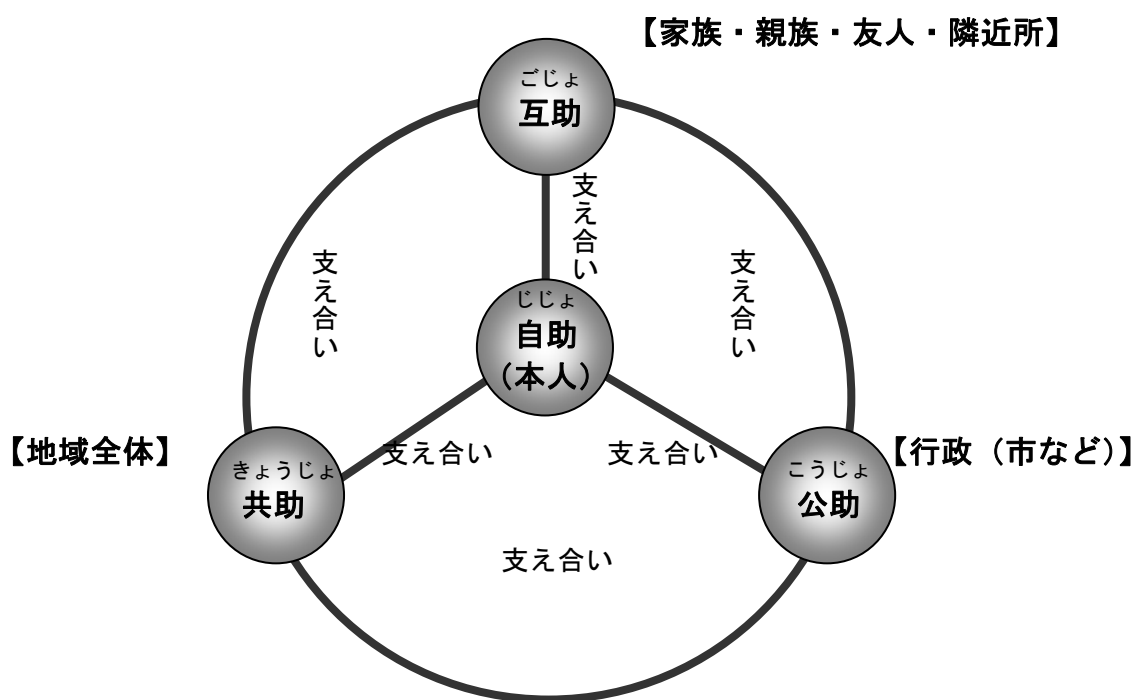 【家族・親族・友人・隣近所】
ごじょ
互助
支え合い
支え合い
支え合い
じじょ
自助
(本人)
【地域全体】
きょうじょ
共助
支え合い
支え合い
こうじょ
公助
【行政(市など)】
支え合い